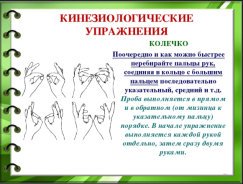 КИНЕЗИОЛОГИЧЕСКИЕ
УПРАЖНЕНИЯ
КОЛЕЧКО
Поочередно и как можно быстрее
перебирайте пальцы рук,
соединяя в кольцо с большим
пальцем последовательно
указательный, средний и т.д.
Проба выполняется в прямом
и в обратном (от мизинца к
указательному пальцу)
порядке. В начале упражнение
выполняется каждой рукой
отдельно, затем сразу двумя
руками.